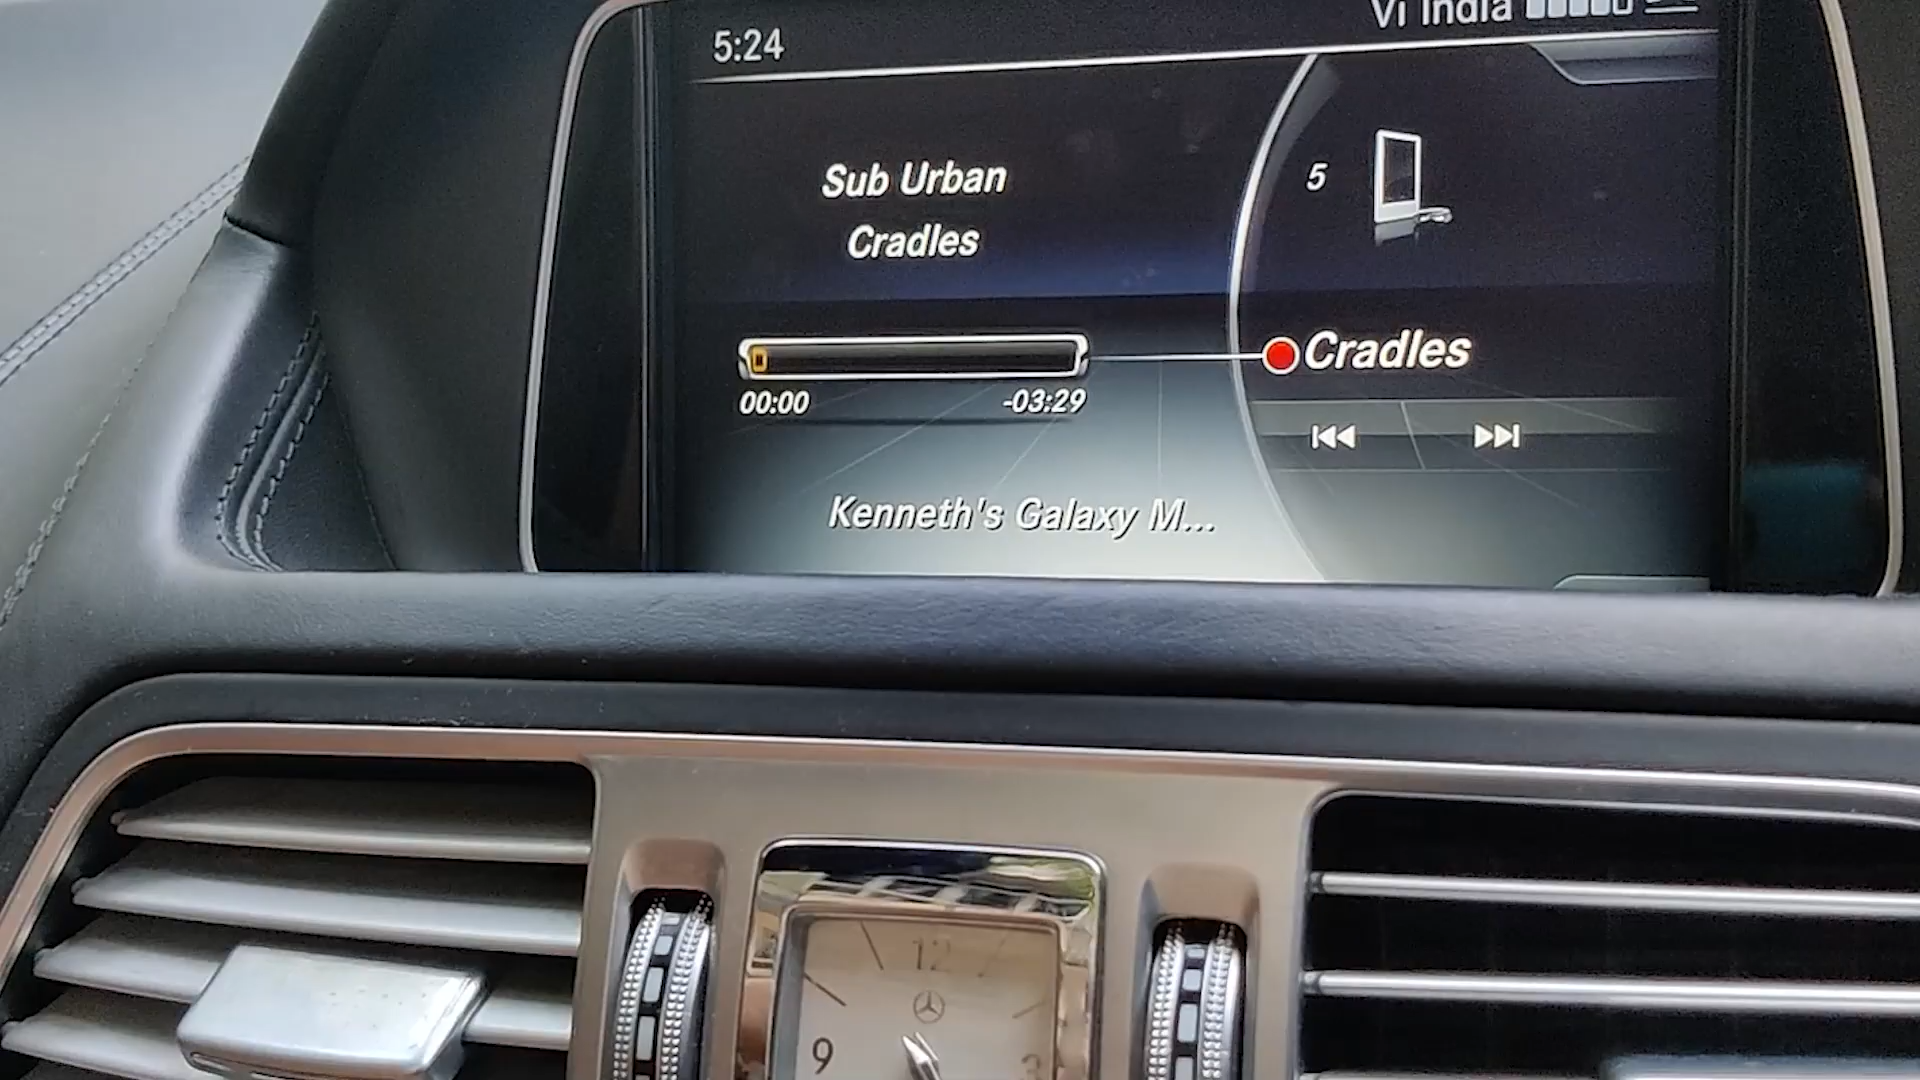 5:24
Vi India
Sub Urban
Cradles
5
00:00
-03:29
Cradles
Kenneth's Galaxy M...
12
9
3